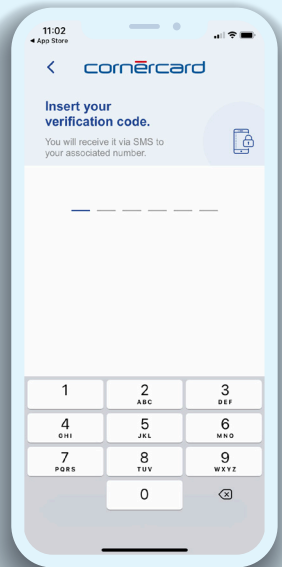 11:02
◀ App Store
cornèrcard
Insert your
verification code.
You will receive it via SMS to
your associated number.
1
2
ABC
3
DEF
4
GHI
5
JKL
6
MNO
7
PQRS
8
TUV
9
WXYZ
0